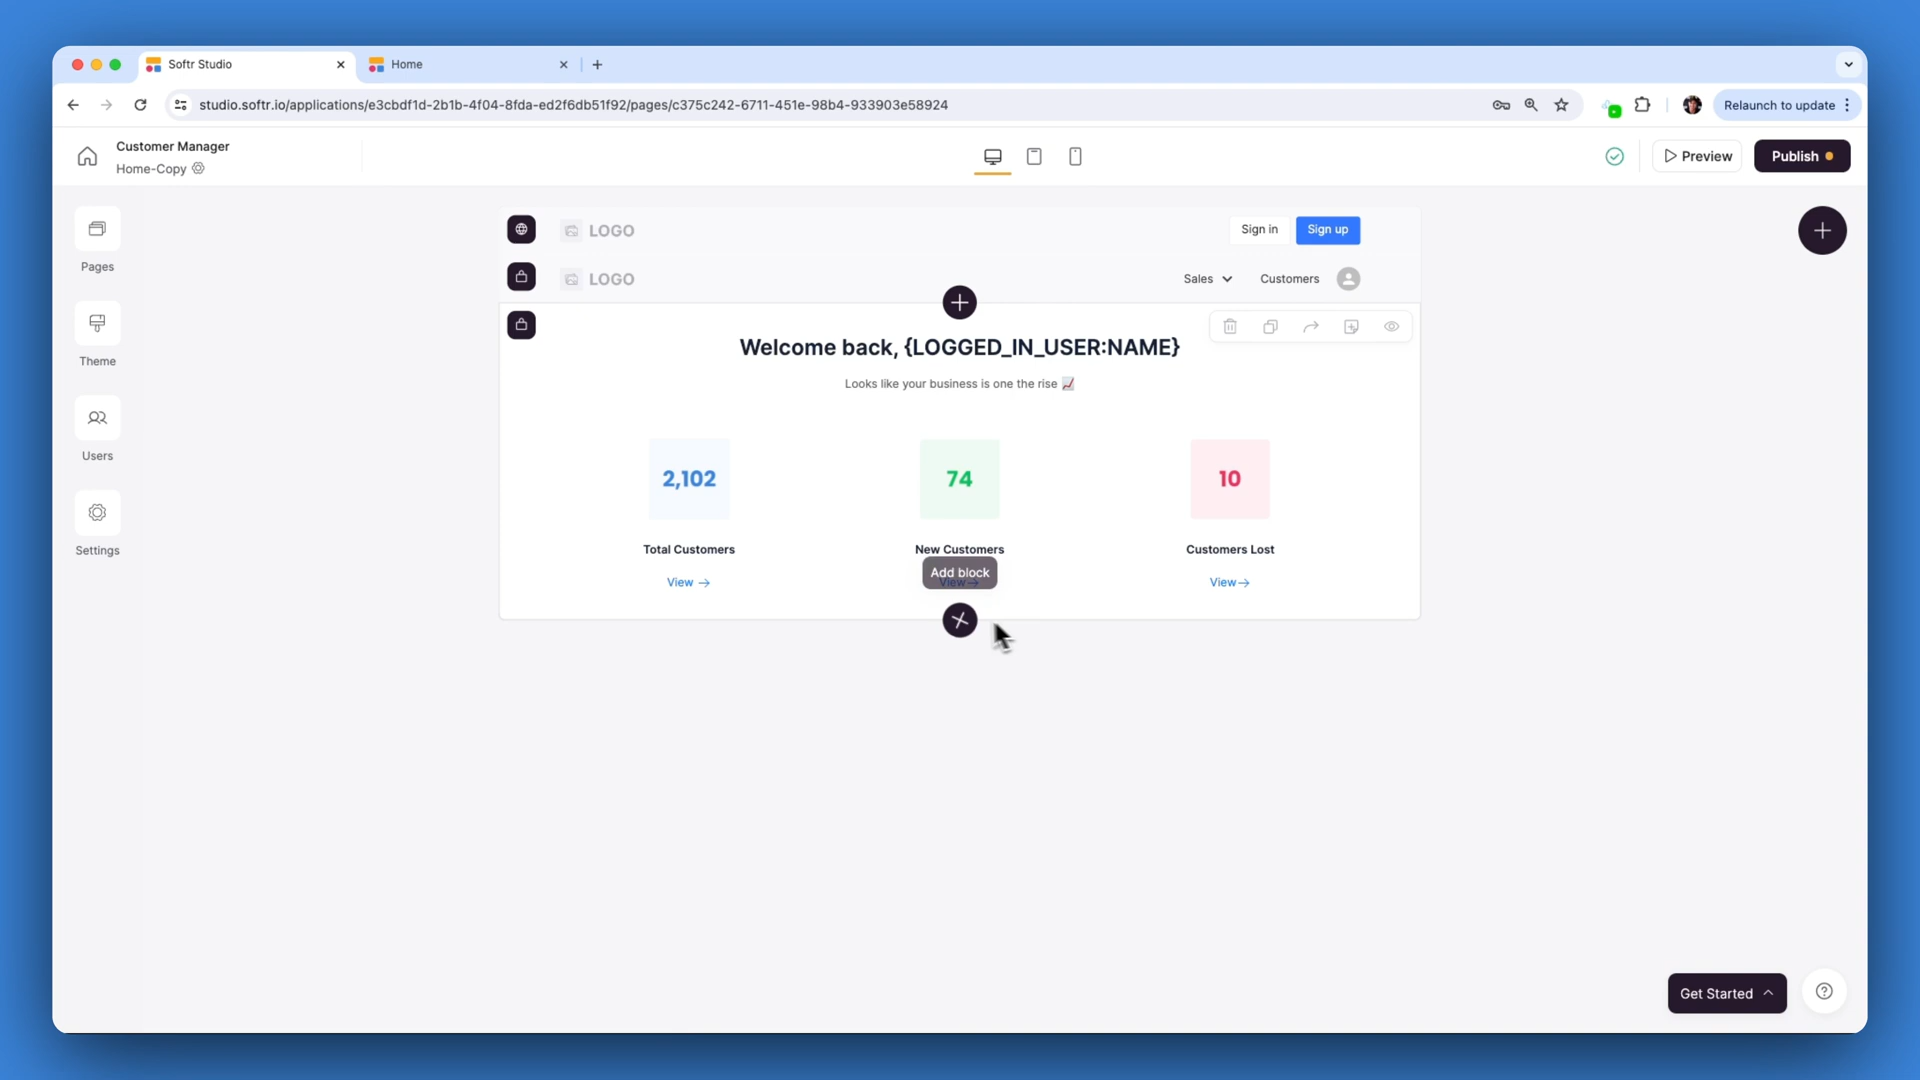 Softr Studio
Home
studio.softr.io/applications/e3cbdf1d-2b1b-4f04-8fda-ed2f6db51f92/pages/c375c242-6711-451e-98b4-933903e58924
Relaunch to update
Customer Manager
Home-Copy
Preview
Publish
Pages
Theme
Users
Settings
LOGO
Sign in
Sign up
LOGO
Sales
Customers
Welcome back, {LOGGED_IN_USER:NAME}
Looks like your business is one the rise 📈
2,102
74
10
Total Customers
New Customers
Customers Lost
Add block
View →
View →
View →
Get Started